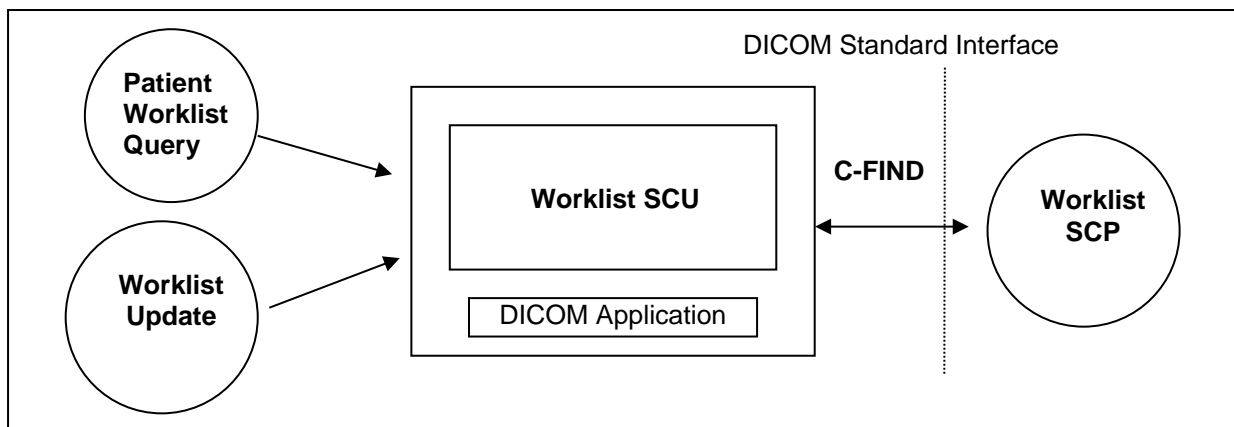 DICOM Standard Interface
Patient
Worklist
Query
Worklist SCU
C-FIND
Worklist
SCP
Worklist
Update
DICOM Application